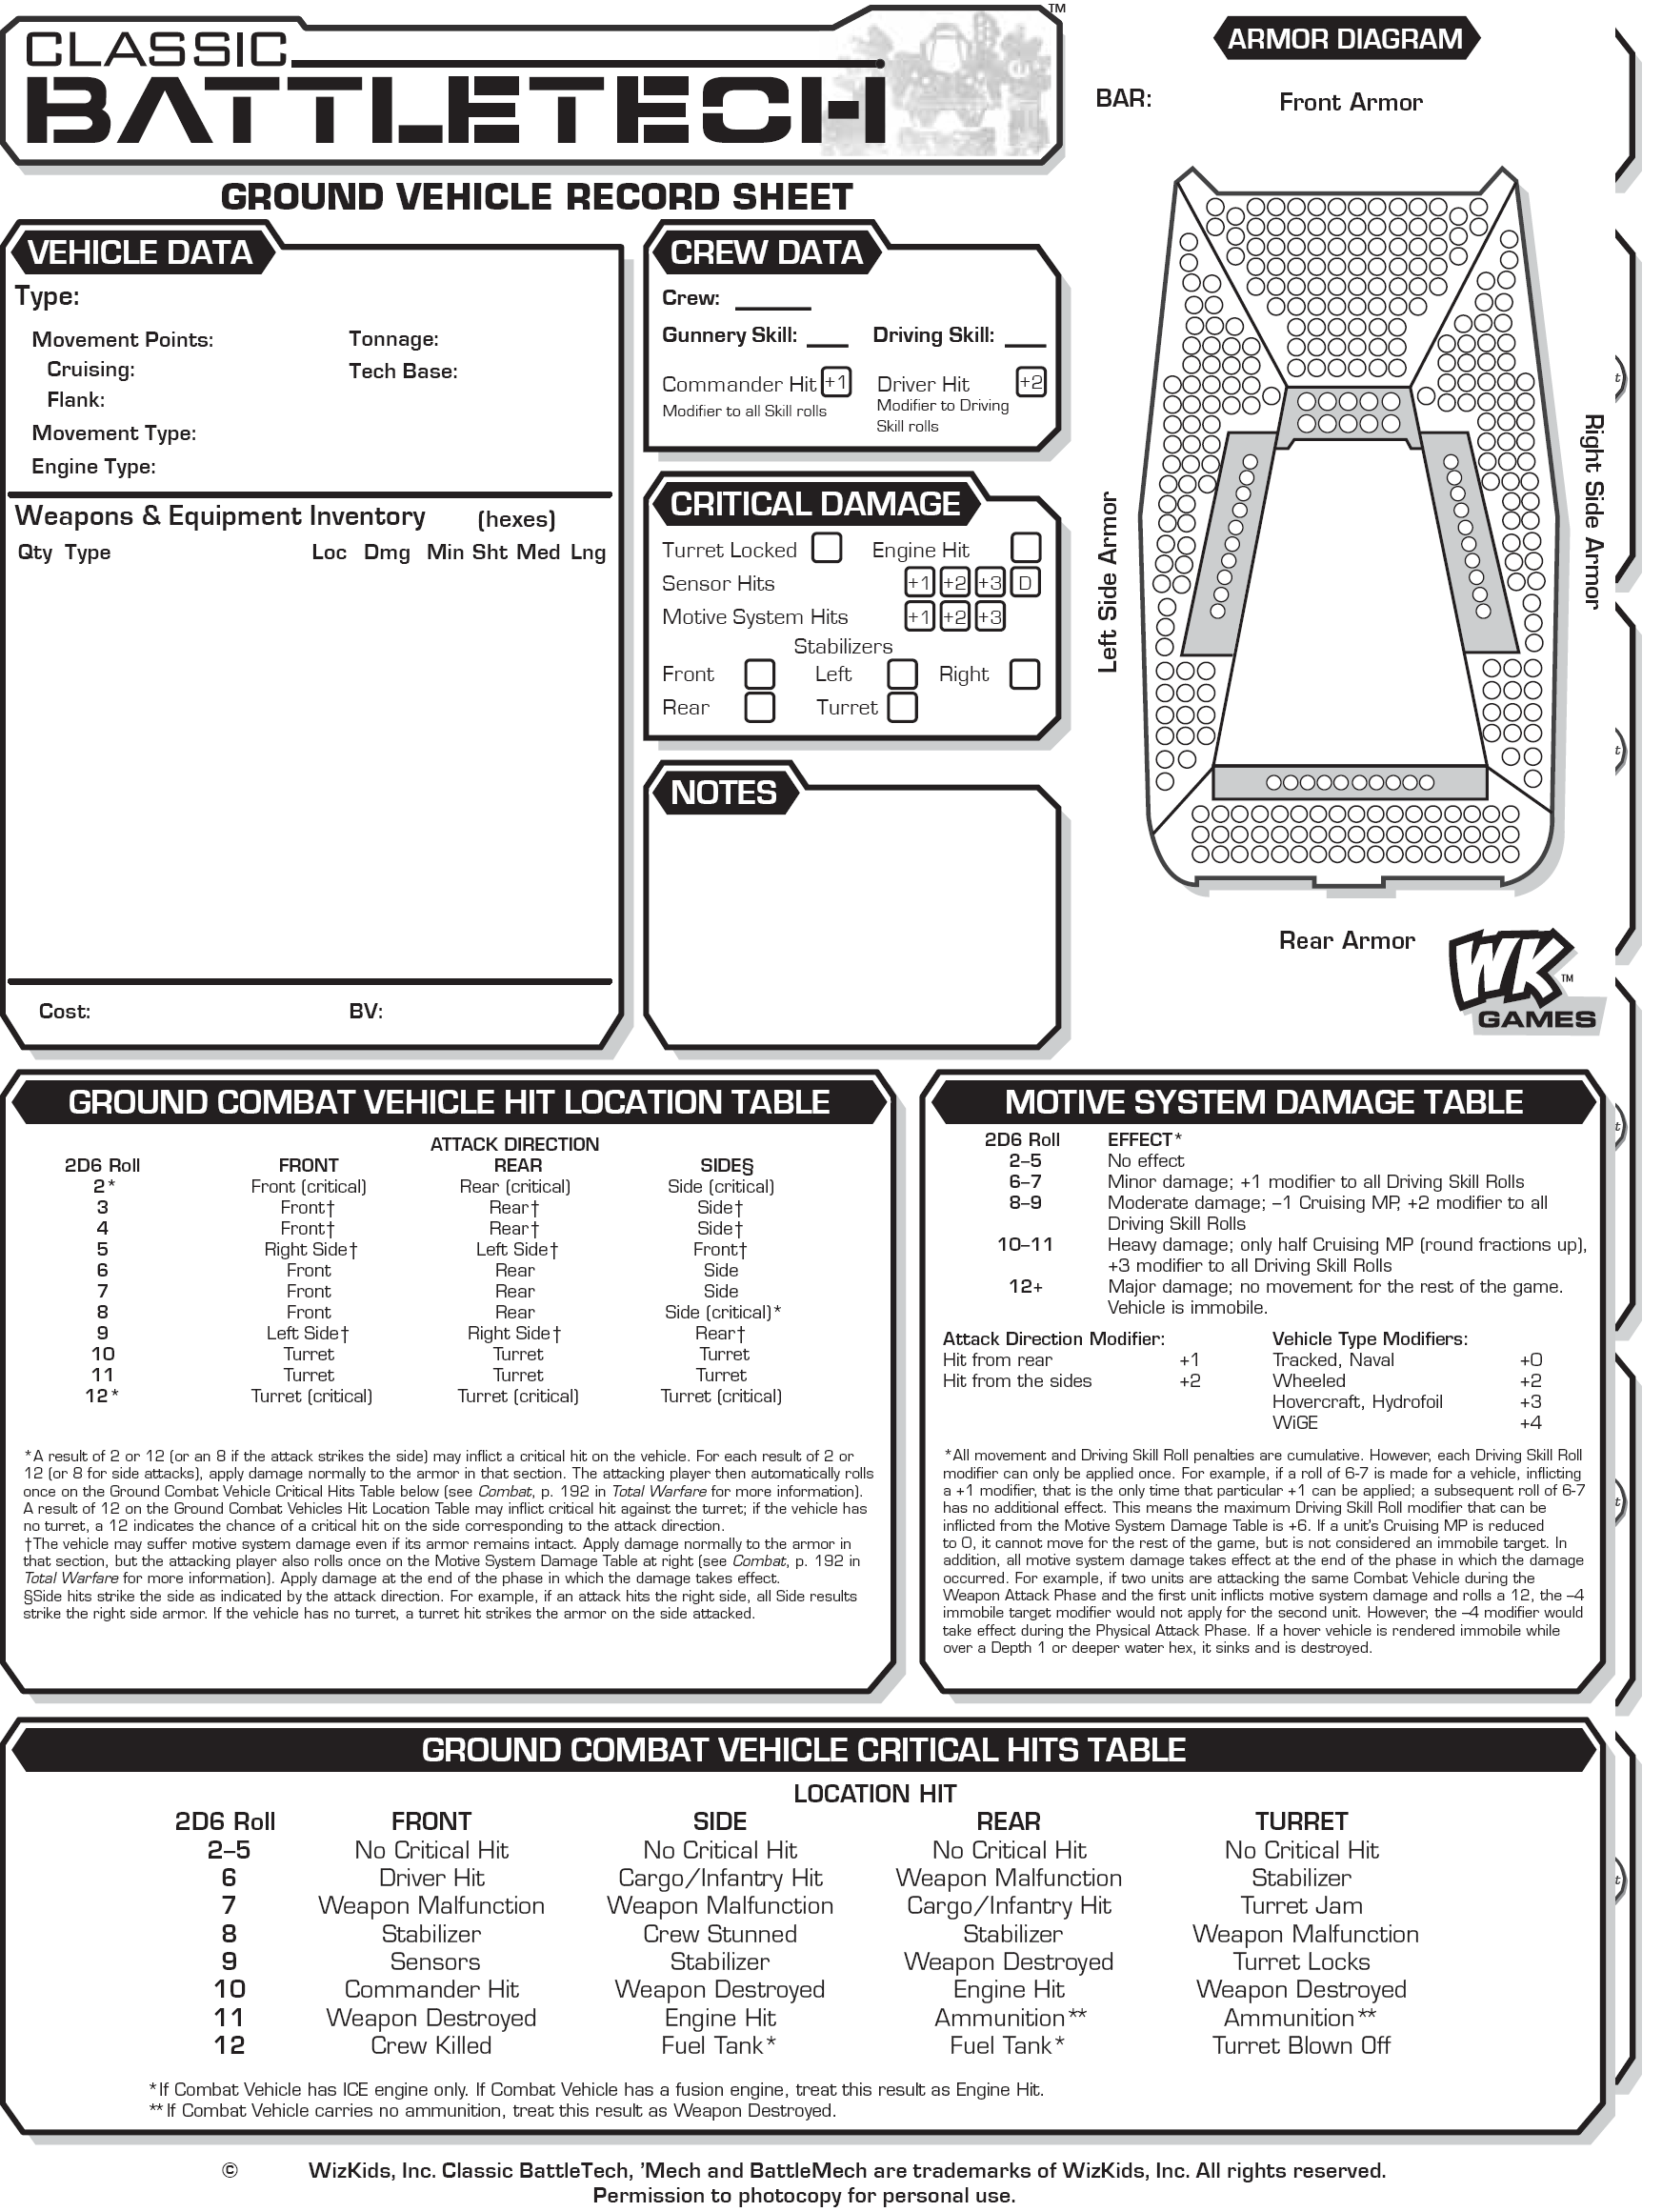 CLASSIC
BATTLETECH
TM
GROUND VEHICLE RECORD SHEET
VEHICLE DATA
Type:
Movement Points:
Tonnage:
Cruising:
Tech Base:
Flank:
Movement Type:
Engine Type:
Weapons & Equipment Inventory (hexes)
Qty Type Loc Dmg Min Sht Med Lng
Cost: BV:
CREW DATA
Crew:
Gunnery Skill: Driving Skill:
Commander Hit +1 Driver Hit +2
Modifier to all Skill rolls Modifier to Driving
Skill rolls
CRITICAL DAMAGE
Turret Locked Engine Hit
Sensor Hits +1 +2 +3 D
Motive System Hits +1 +2 +3
Stabilizers
Front Left Right
Rear Turret
NOTES
ARMOR DIAGRAM
BAR: Front Armor
Left Side Armor
Right Side Armor
Rear Armor
WK
TM
GAMES
GROUND COMBAT VEHICLE HIT LOCATION TABLE
ATTACK DIRECTION
2D6 Roll FRONT REAR SIDE§
2* Front (critical) Rear (critical) Side (critical)
3 Front† Rear† Side†
4 Front† Rear† Side†
5 Right Side† Left Side† Front†
6 Front Rear Side
7 Front Rear Side
8 Front Rear Side (critical)*
9 Left Side† Right Side† Rear†
10 Turret Turret Turret
11 Turret Turret Turret
12* Turret (critical) Turret (critical) Turret (critical)
*A result of 2 or 12 (or an 8 if the attack strikes the side) may inflict a critical hit on the vehicle. For each result of 2 or
12 (or 8 for side attacks), apply damage normally to the armor in that section. The attacking player then automatically rolls
once on the Ground Combat Vehicle Critical Hits Table below (see Combat, p. 192 in Total Warfare for more information).
A result of 12 on the Ground Combat Vehicles Hit Location Table may inflict critical hit against the turret; if the vehicle has
no turret, a 12 indicates the chance of a critical hit on the side corresponding to the attack direction.
†The vehicle may suffer motive system damage even if its armor remains intact. Apply damage normally to the armor in
that section, but the attacking player also rolls once on the Motive System Damage Table at right (see Combat, p. 192 in
Total Warfare for more information). Apply damage at the end of the phase in which the damage takes effect.
§Side hits strike the side as indicated by the attack direction. For example, if an attack hits the right side, all Side results
strike the right side armor. If the vehicle has no turret, a turret hit strikes the armor on the side attacked.
MOTIVE SYSTEM DAMAGE TABLE
2D6 Roll EFFECT*
2–5 No effect
6–7 Minor damage; +1 modifier to all Driving Skill Rolls
8–9 Moderate damage; –1 Cruising MP, +2 modifier to all
Driving Skill Rolls
10–11 Heavy damage; only half Cruising MP (round fractions up),
+3 modifier to all Driving Skill Rolls
12+ Major damage; no movement for the rest of the game.
Vehicle is immobile.
Attack Direction Modifier: Vehicle Type Modifiers:
Hit from rear +1 Tracked, Naval +0
Hit from the sides +2 Wheeled +2
Hovercraft, Hydrofoil +3
WiGE +4
*All movement and Driving Skill Roll penalties are cumulative. However, each Driving Skill Roll
modifier can only be applied once. For example, if a roll of 6-7 is made for a vehicle, inflicting
a +1 modifier, that is the only time that particular +1 can be applied; a subsequent roll of 6-7
has no additional effect. This means the maximum Driving Skill Roll modifier that can be
inflicted from the Motive System Damage Table is +6. If a unit's Cruising MP is reduced
to 0, it cannot move for the rest of the game, but is not considered an immobile target. In
addition, all motive system damage takes effect at the end of the phase in which the damage
occurred. For example, if two units are attacking the same Combat Vehicle during the
Weapon Attack Phase and the first unit inflicts motive system damage and rolls a 12, the –4
immobile target modifier would not apply for the second unit. However, the –4 modifier would
take effect during the Physical Attack Phase. If a hover vehicle is rendered immobile while
over a Depth 1 or deeper water hex, it sinks and is destroyed.
GROUND COMBAT VEHICLE CRITICAL HITS TABLE
LOCATION HIT
2D6 Roll FRONT SIDE REAR TURRET
2–5 No Critical Hit No Critical Hit No Critical Hit No Critical Hit
6 Driver Hit Cargo/Infantry Hit Weapon Malfunction Stabilizer
7 Weapon Malfunction Weapon Malfunction Cargo/Infantry Hit Turret Jam
8 Stabilizer Crew Stunned Stabilizer Weapon Malfunction
9 Sensors Stabilizer Weapon Destroyed Turret Locks
10 Commander Hit Weapon Destroyed Engine Hit Weapon Destroyed
11 Weapon Destroyed Engine Hit Ammunition** Ammunition**
12 Crew Killed Fuel Tank* Fuel Tank* Turret Blown Off
*If Combat Vehicle has ICE engine only. If Combat Vehicle has a fusion engine, treat this result as Engine Hit.
**If Combat Vehicle carries no ammunition, treat this result as Weapon Destroyed.
© WizKids, Inc. Classic BattleTech, 'Mech and BattleMech are trademarks of WizKids, Inc. All rights reserved.
Permission to photocopy for personal use.